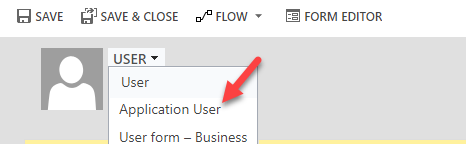 SAVE SAVE & CLOSE FLOW FORM EDITOR
USER
User
Application User
User form – Business